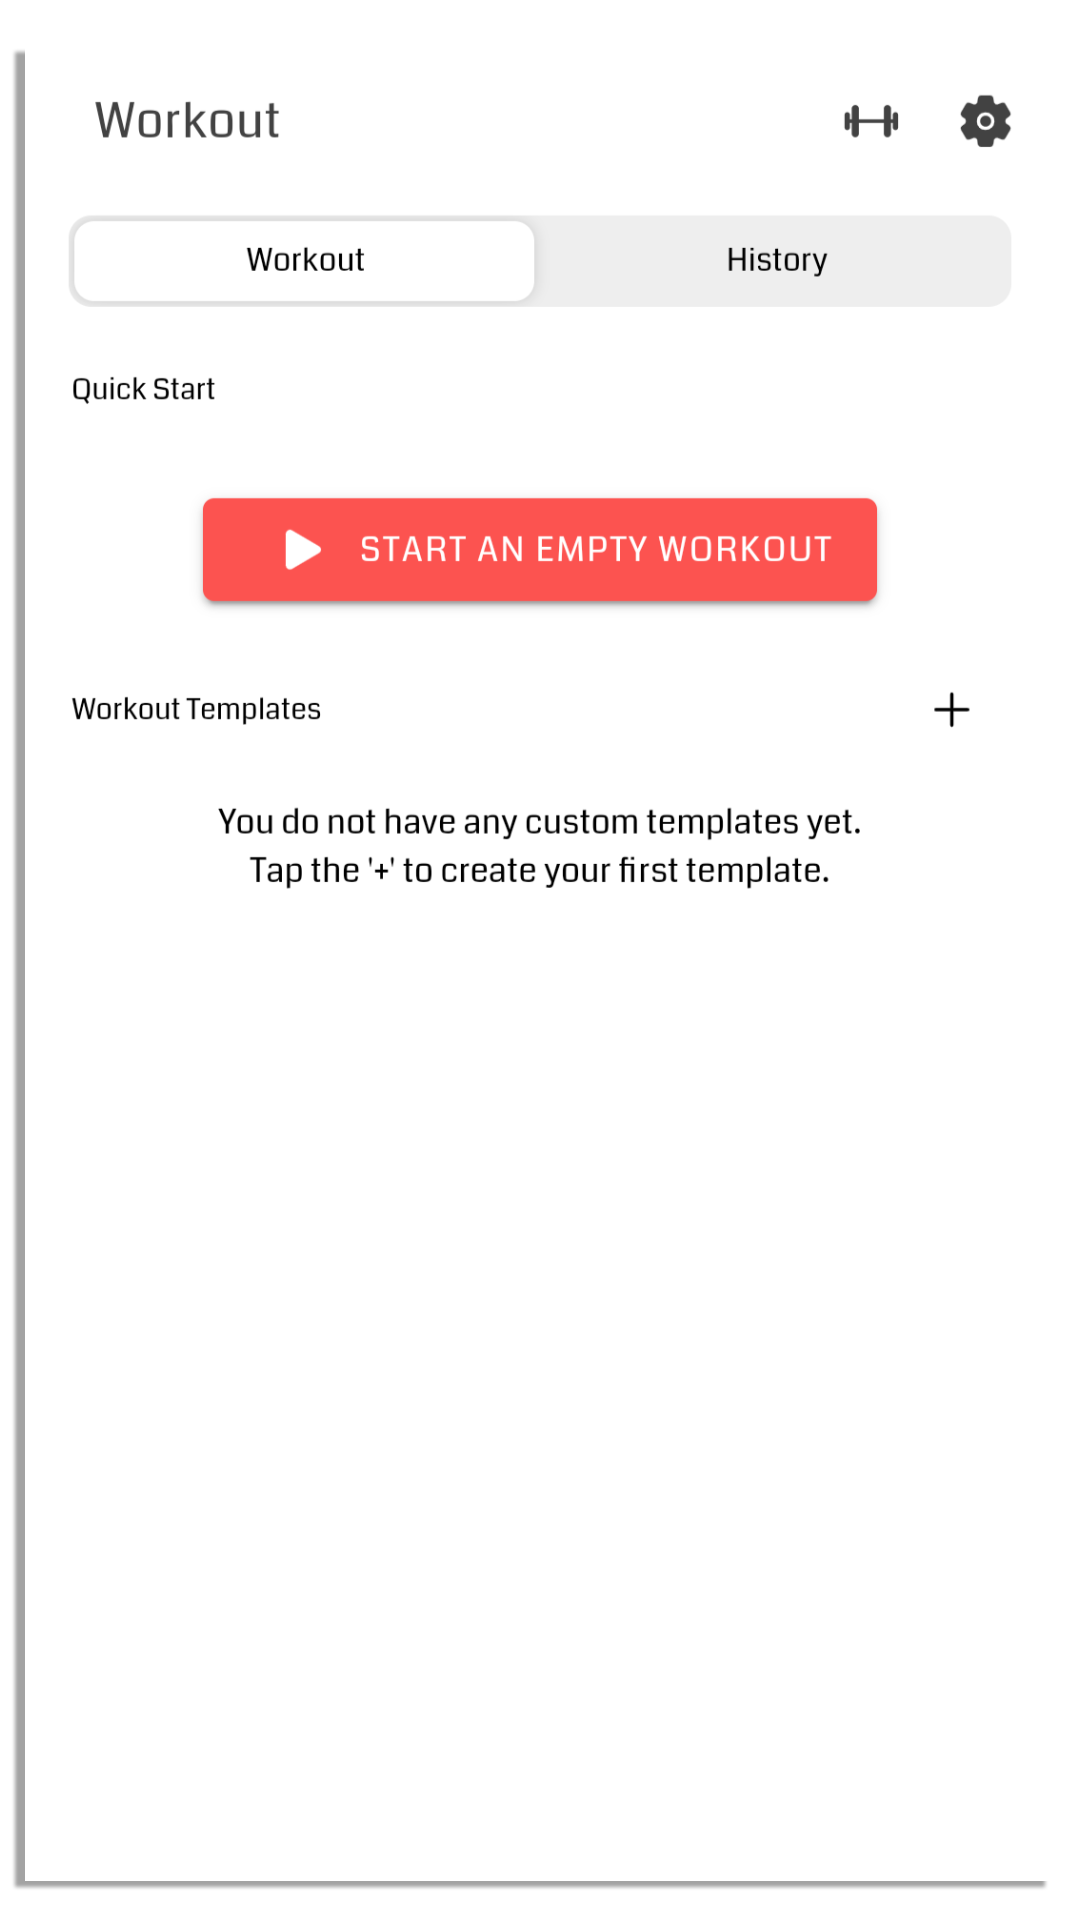 Workout
Workout
History
Quick Start
START AN EMPTY WORKOUT
Workout Templates
You do not have any custom templates yet.
Tap the '+' to create your first template.